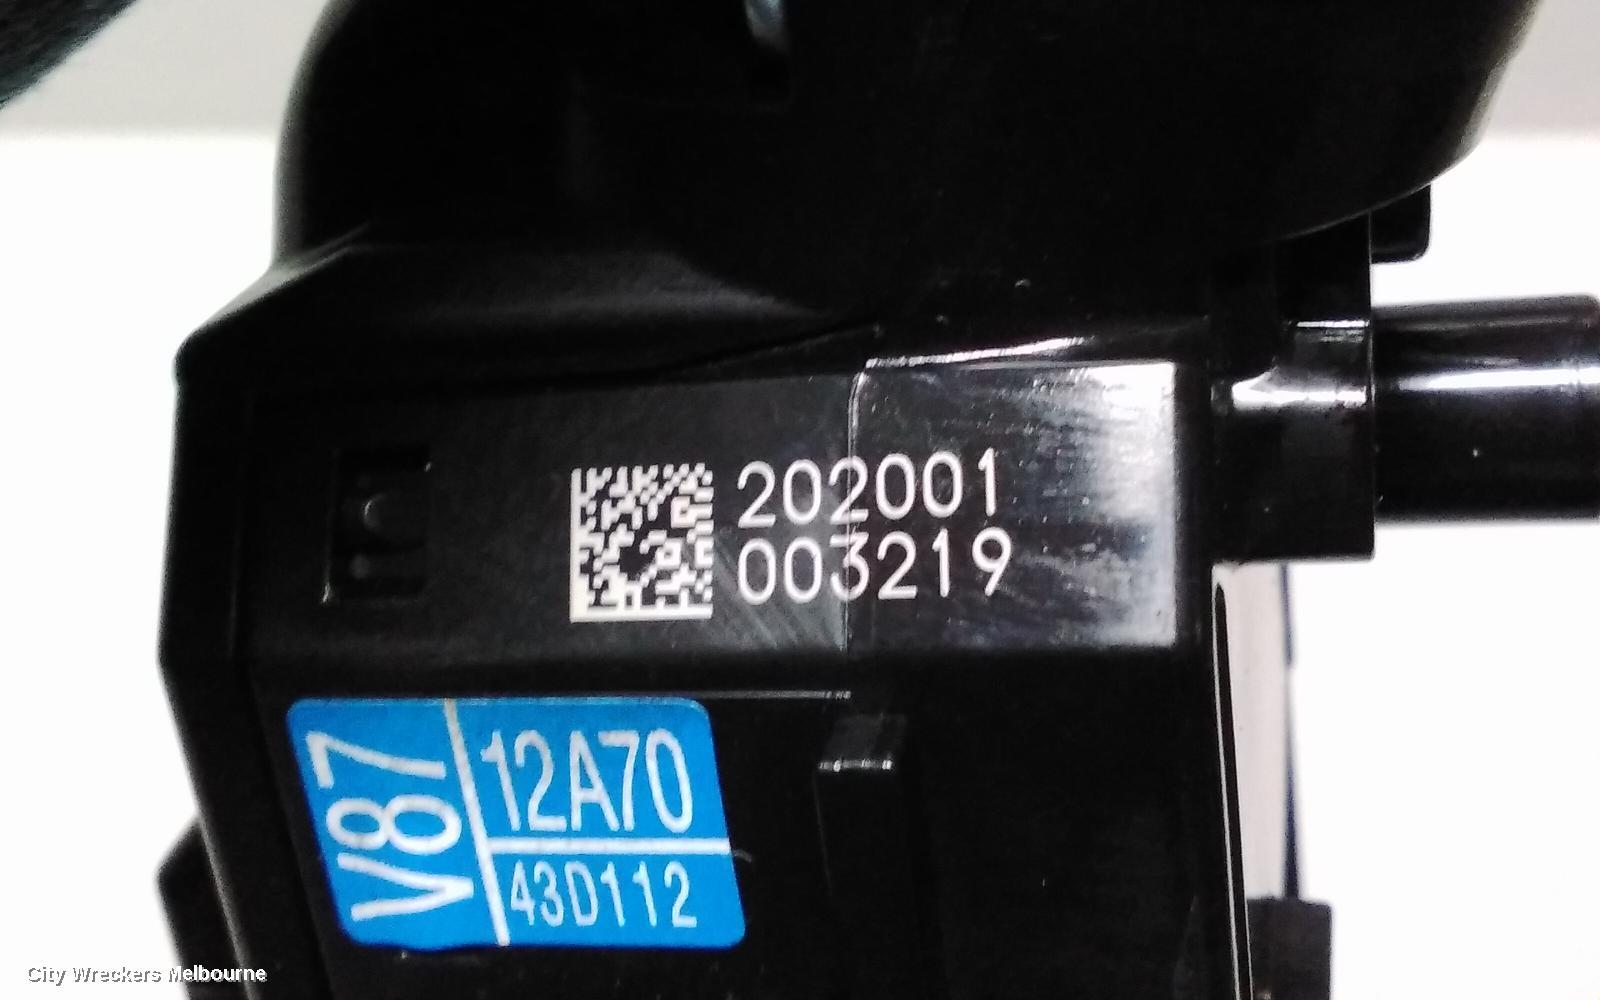 202001
003219
V87
12A70
43D112
City Wreckers Melbourne